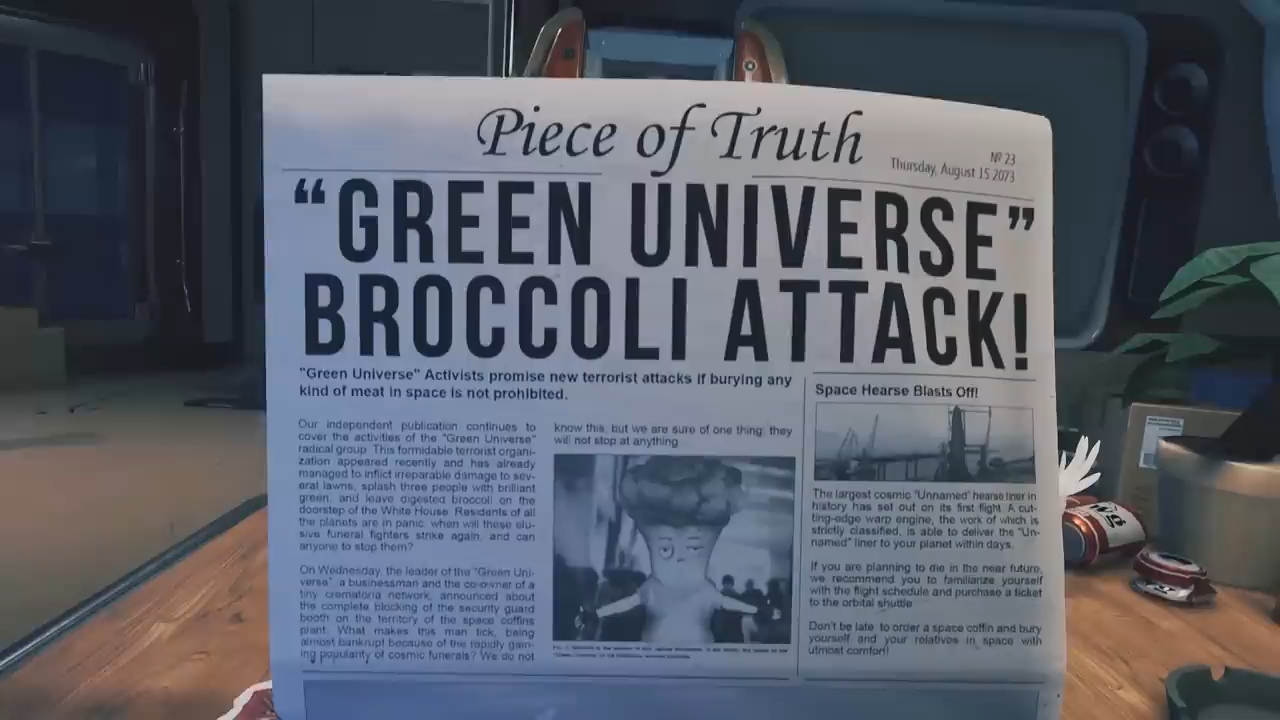 Piece of Truth
№ 23
Thursday, August 15 2073
“GREEN UNIVERSE”
BROCCOLI ATTACK!
"Green Universe" Activists promise new terrorist attacks if burying any
kind of meat in space is not prohibited.
Our independent publication continues to
cover the activities of the "Green Universe"
radical group. This formidable terrorist organi-
zation appeared recently and has already
managed to inflict irreparable damage to sev-
eral lawns, splash three people with brilliant
green, and leave digested broccoli on the
doorstep of the White House. Residents of all
the planets are in panic: when will these elu-
sive funeral fighters strike again, and can
anyone to stop them?
On Wednesday, the leader of the "Green Uni-
verse" a businessman and the co-owner of a
tiny crematoria network, announced about
the complete blocking of the security guard
booth on the territory of the space coffins
plant. What makes this man tick, being
almost bankrupt because of the rapidly gain-
ing popularity of cosmic funerals? We do not
know this, but we are sure of one thing: they
will not stop at anything.
Space Hearse Blasts Off!
The largest cosmic "Unnamed" hearse liner in
history has set out on its first flight. A cut-
ting-edge warp engine, the work of which is
strictly classified, is able to deliver the "Un-
named" liner to your planet within days.
If you are planning to die in the near future,
we recommend you to familiarize yourself
with the flight schedule and purchase a ticket
to the orbital shuttle
Don't be late to order a space coffin and bury
yourself and your relatives in space with
utmost comfort!